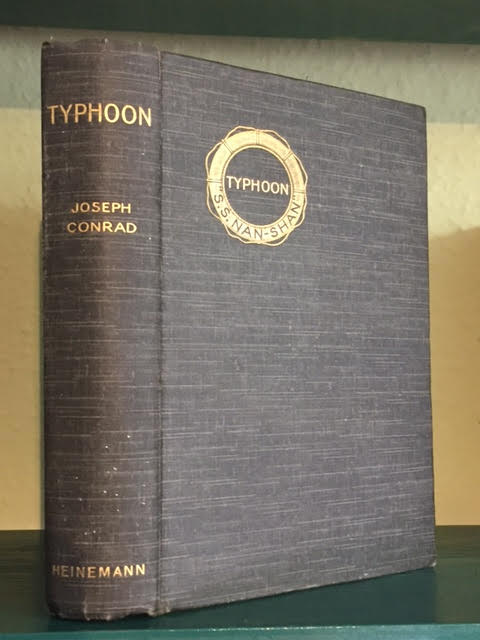 TYPHOON
JOSEPH
CONRAD
HEINEMANN
TYPHOON
"S.S. NAN-SHAN"